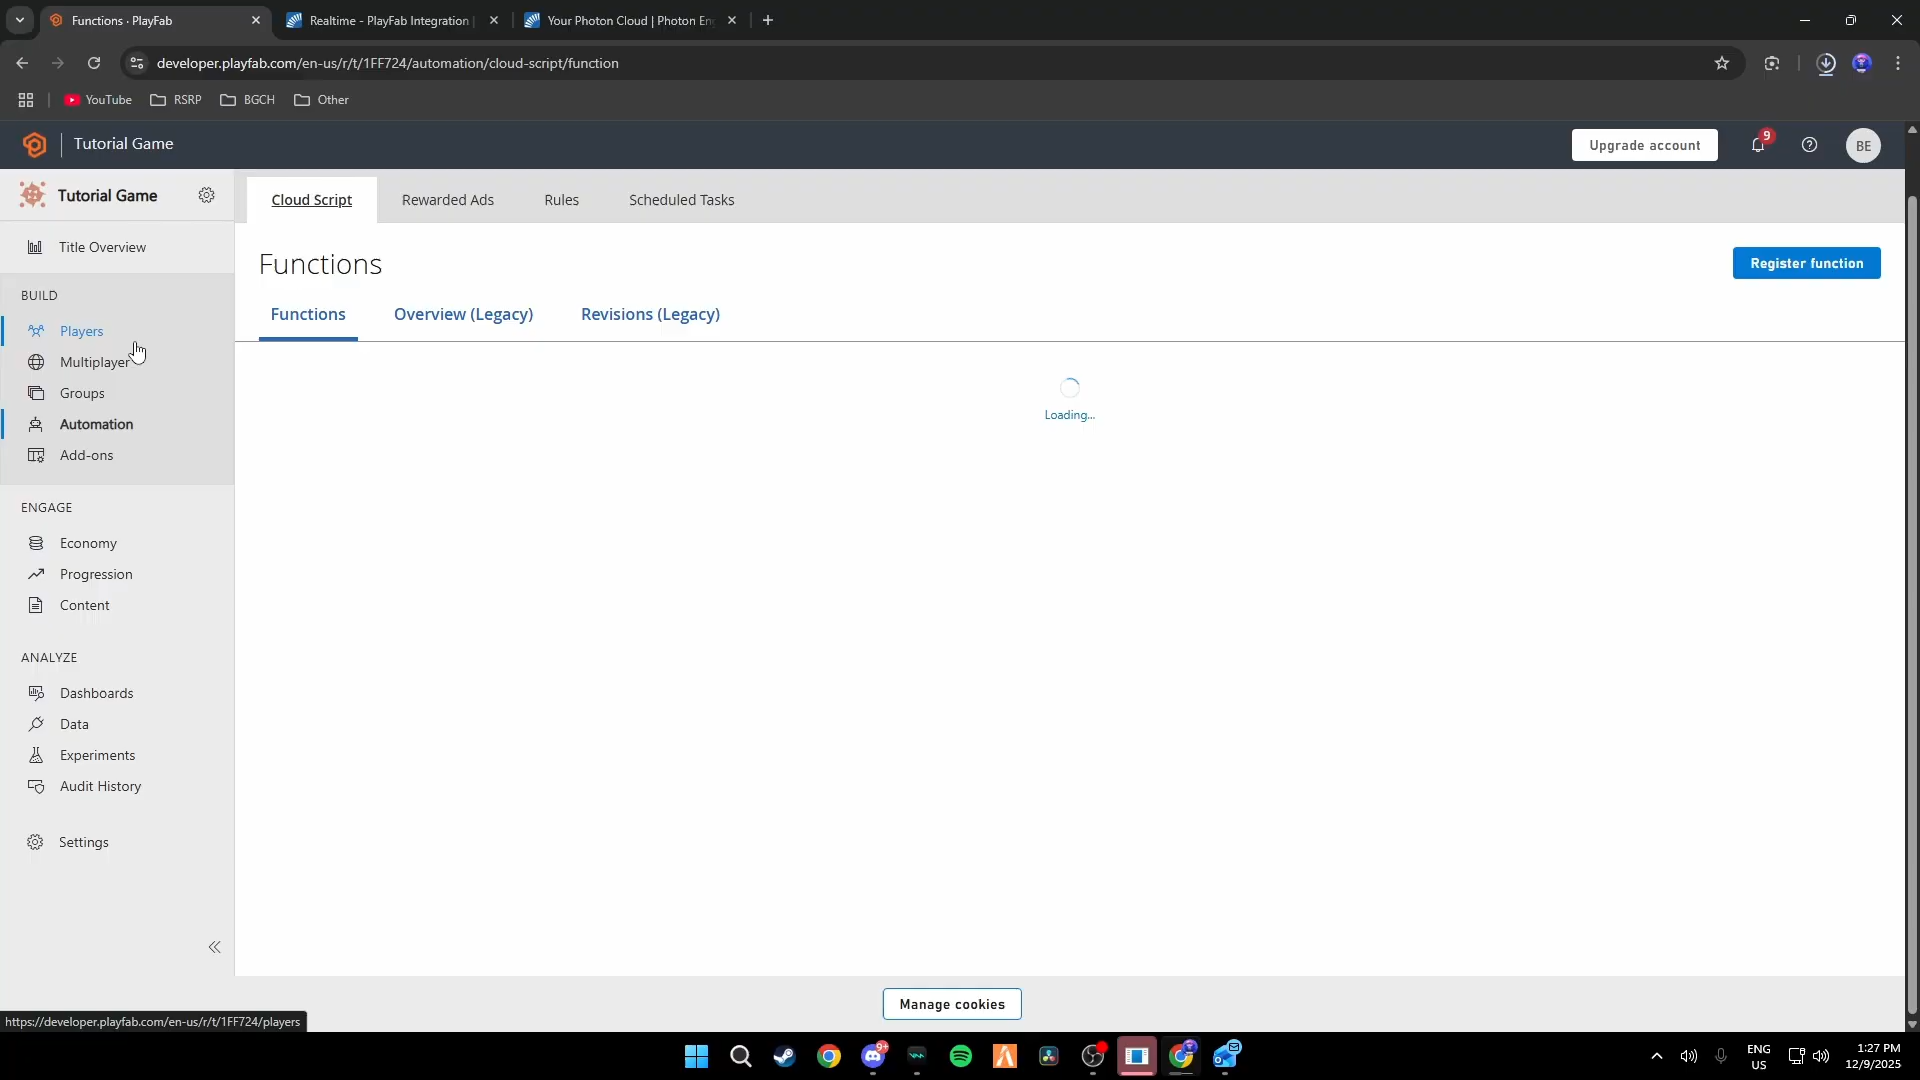 Functions · PlayFab
Realtime - PlayFab Integration
Your Photon Cloud | Photon En
developer.playfab.com/en-us/r/t/1FF724/automation/cloud-script/function
YouTube
RSRP
BGCH
Other
Tutorial Game
Upgrade account
9
BE
Tutorial Game
Cloud Script
Rewarded Ads
Rules
Scheduled Tasks
Title Overview
Functions
Register function
BUILD
Functions
Overview (Legacy)
Revisions (Legacy)
Players
Multiplayer
Groups
Automation
Add-ons
Loading...
ENGAGE
Economy
Progression
Content
ANALYZE
Dashboards
Data
Experiments
Audit History
Settings
Manage cookies
https://developer.playfab.com/en-us/r/t/1FF724/players
9+
ENG
US
1:27 PM
12/9/2025